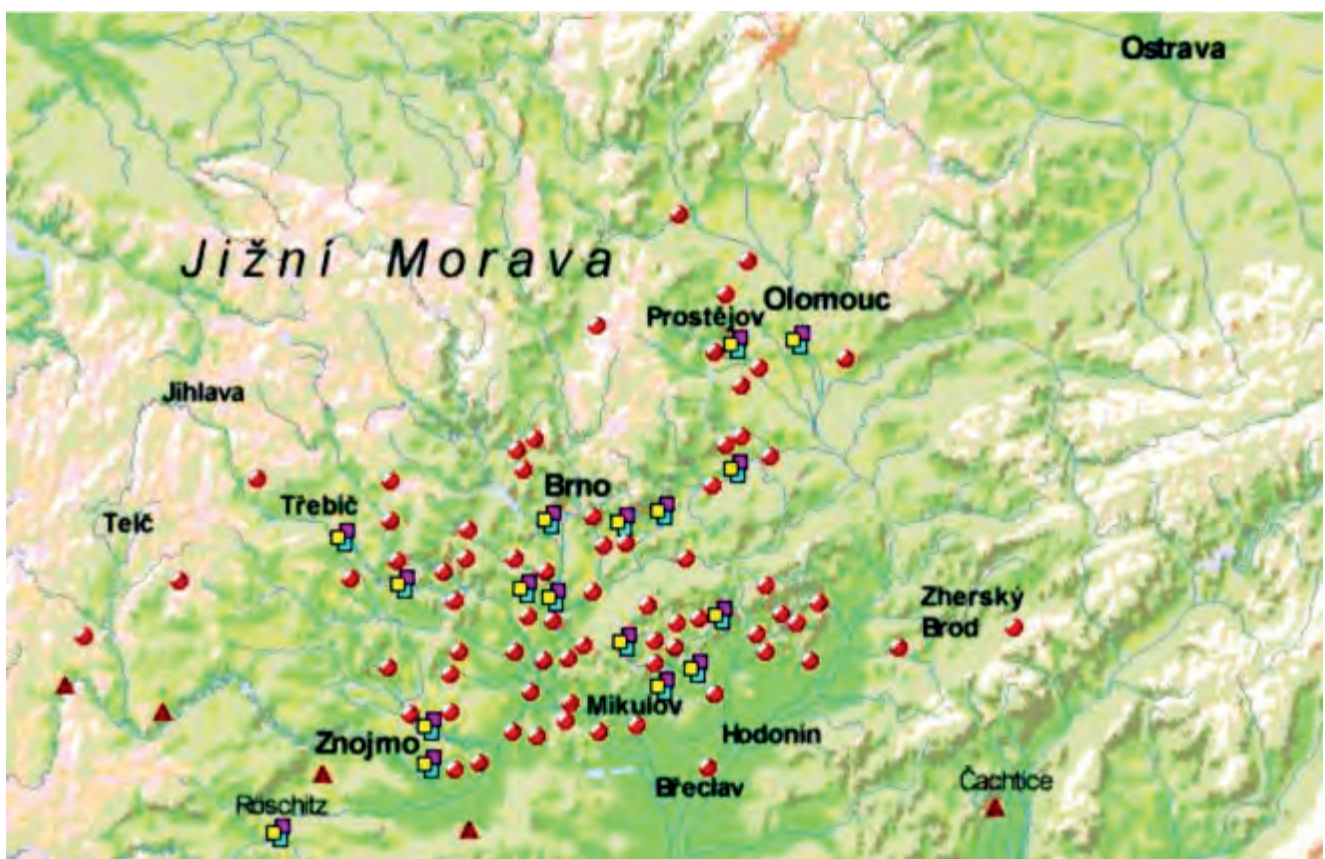 Ostrava
Jižní Morava
Olomouc
Prostějov
Jihlava
Brno
Třebíč
Telč
Zherský
Brod
Mikulov
Hodonín
Znojmo
Břeclav
Čachtice
Röschitz